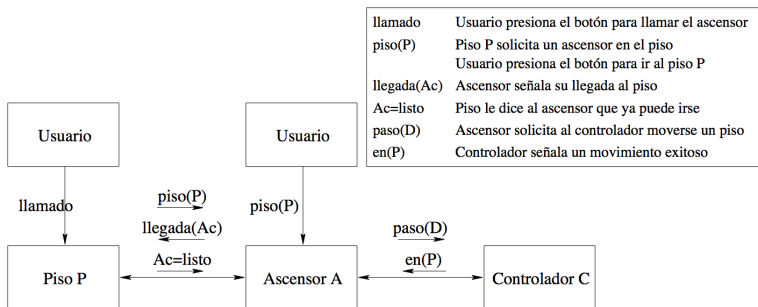 llamado Usuario presiona el botón para llamar el ascensor
piso(P) Piso P solicita un ascensor en el piso
Usuario presiona el botón para ir al piso P
llegada(Ac) Ascensor señala su llegada al piso
Ac=listo Piso le dice al ascensor que ya puede irse
paso(D) Ascensor solicita al controlador moverse un piso
en(P) Controlador señala un movimiento exitoso
Usuario
Usuario
llamado
piso(P)
piso(P)
llegada(Ac)
Ac=listo
paso(D)
en(P)
Piso P
Ascensor A
Controlador C